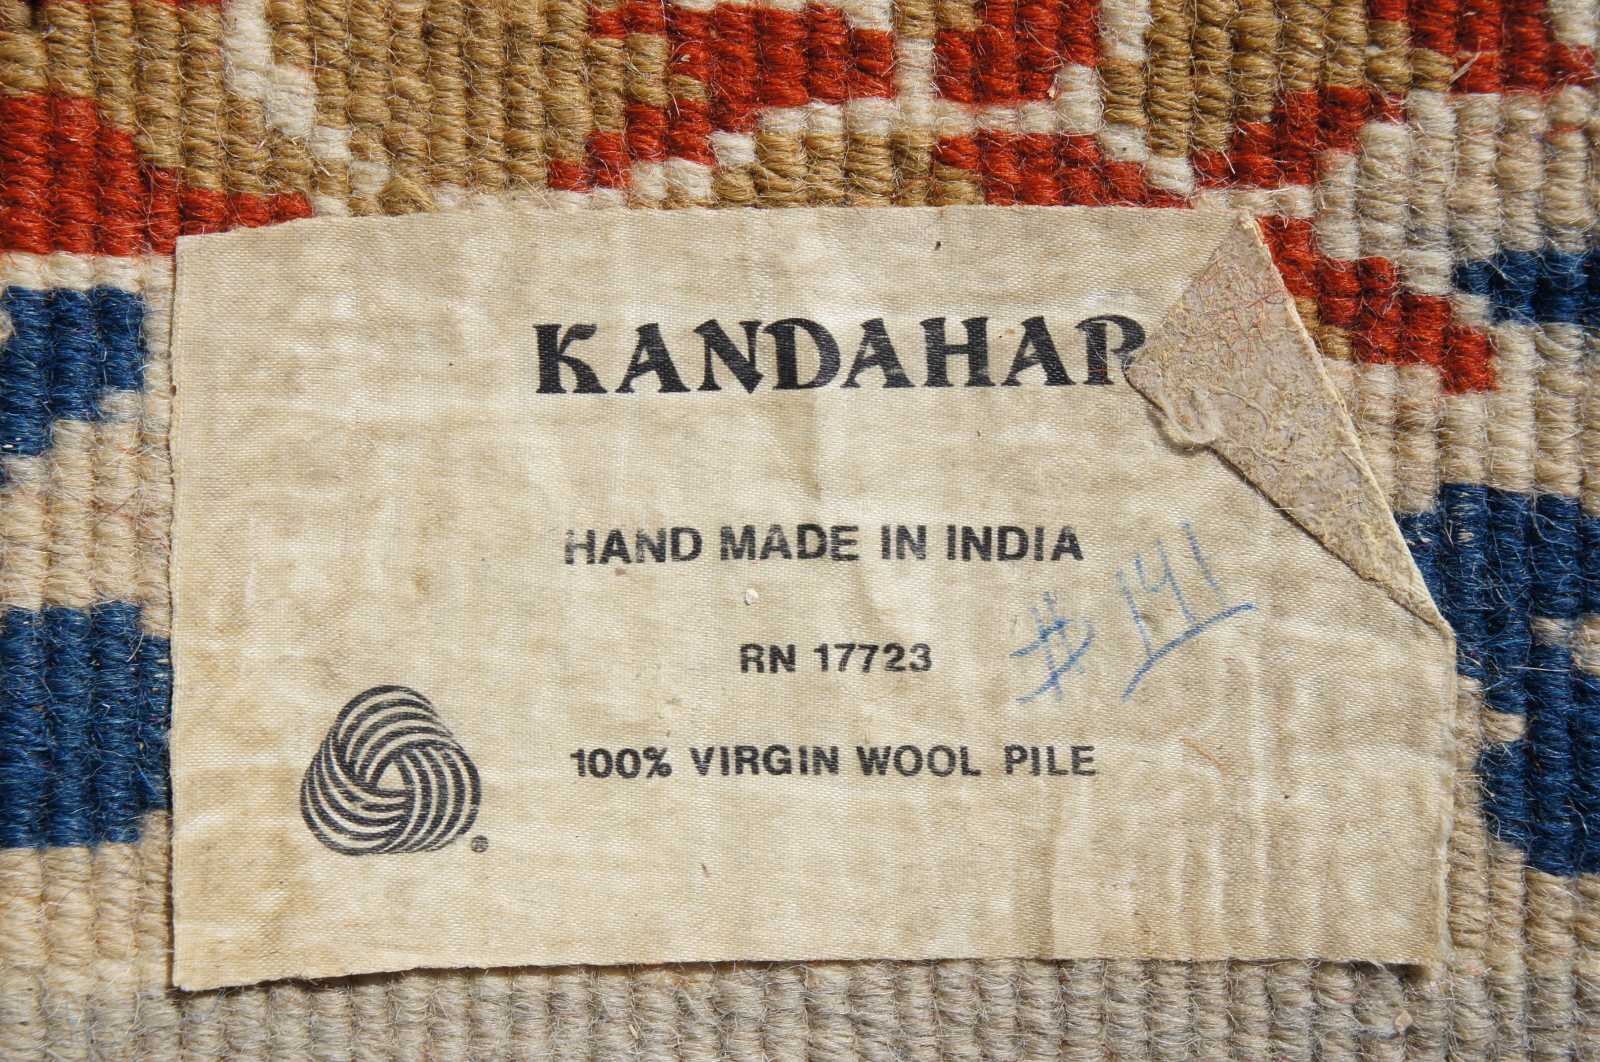 KANDAHAR
HAND MADE IN INDIA
#141
RN 17723
100% VIRGIN WOOL PILE